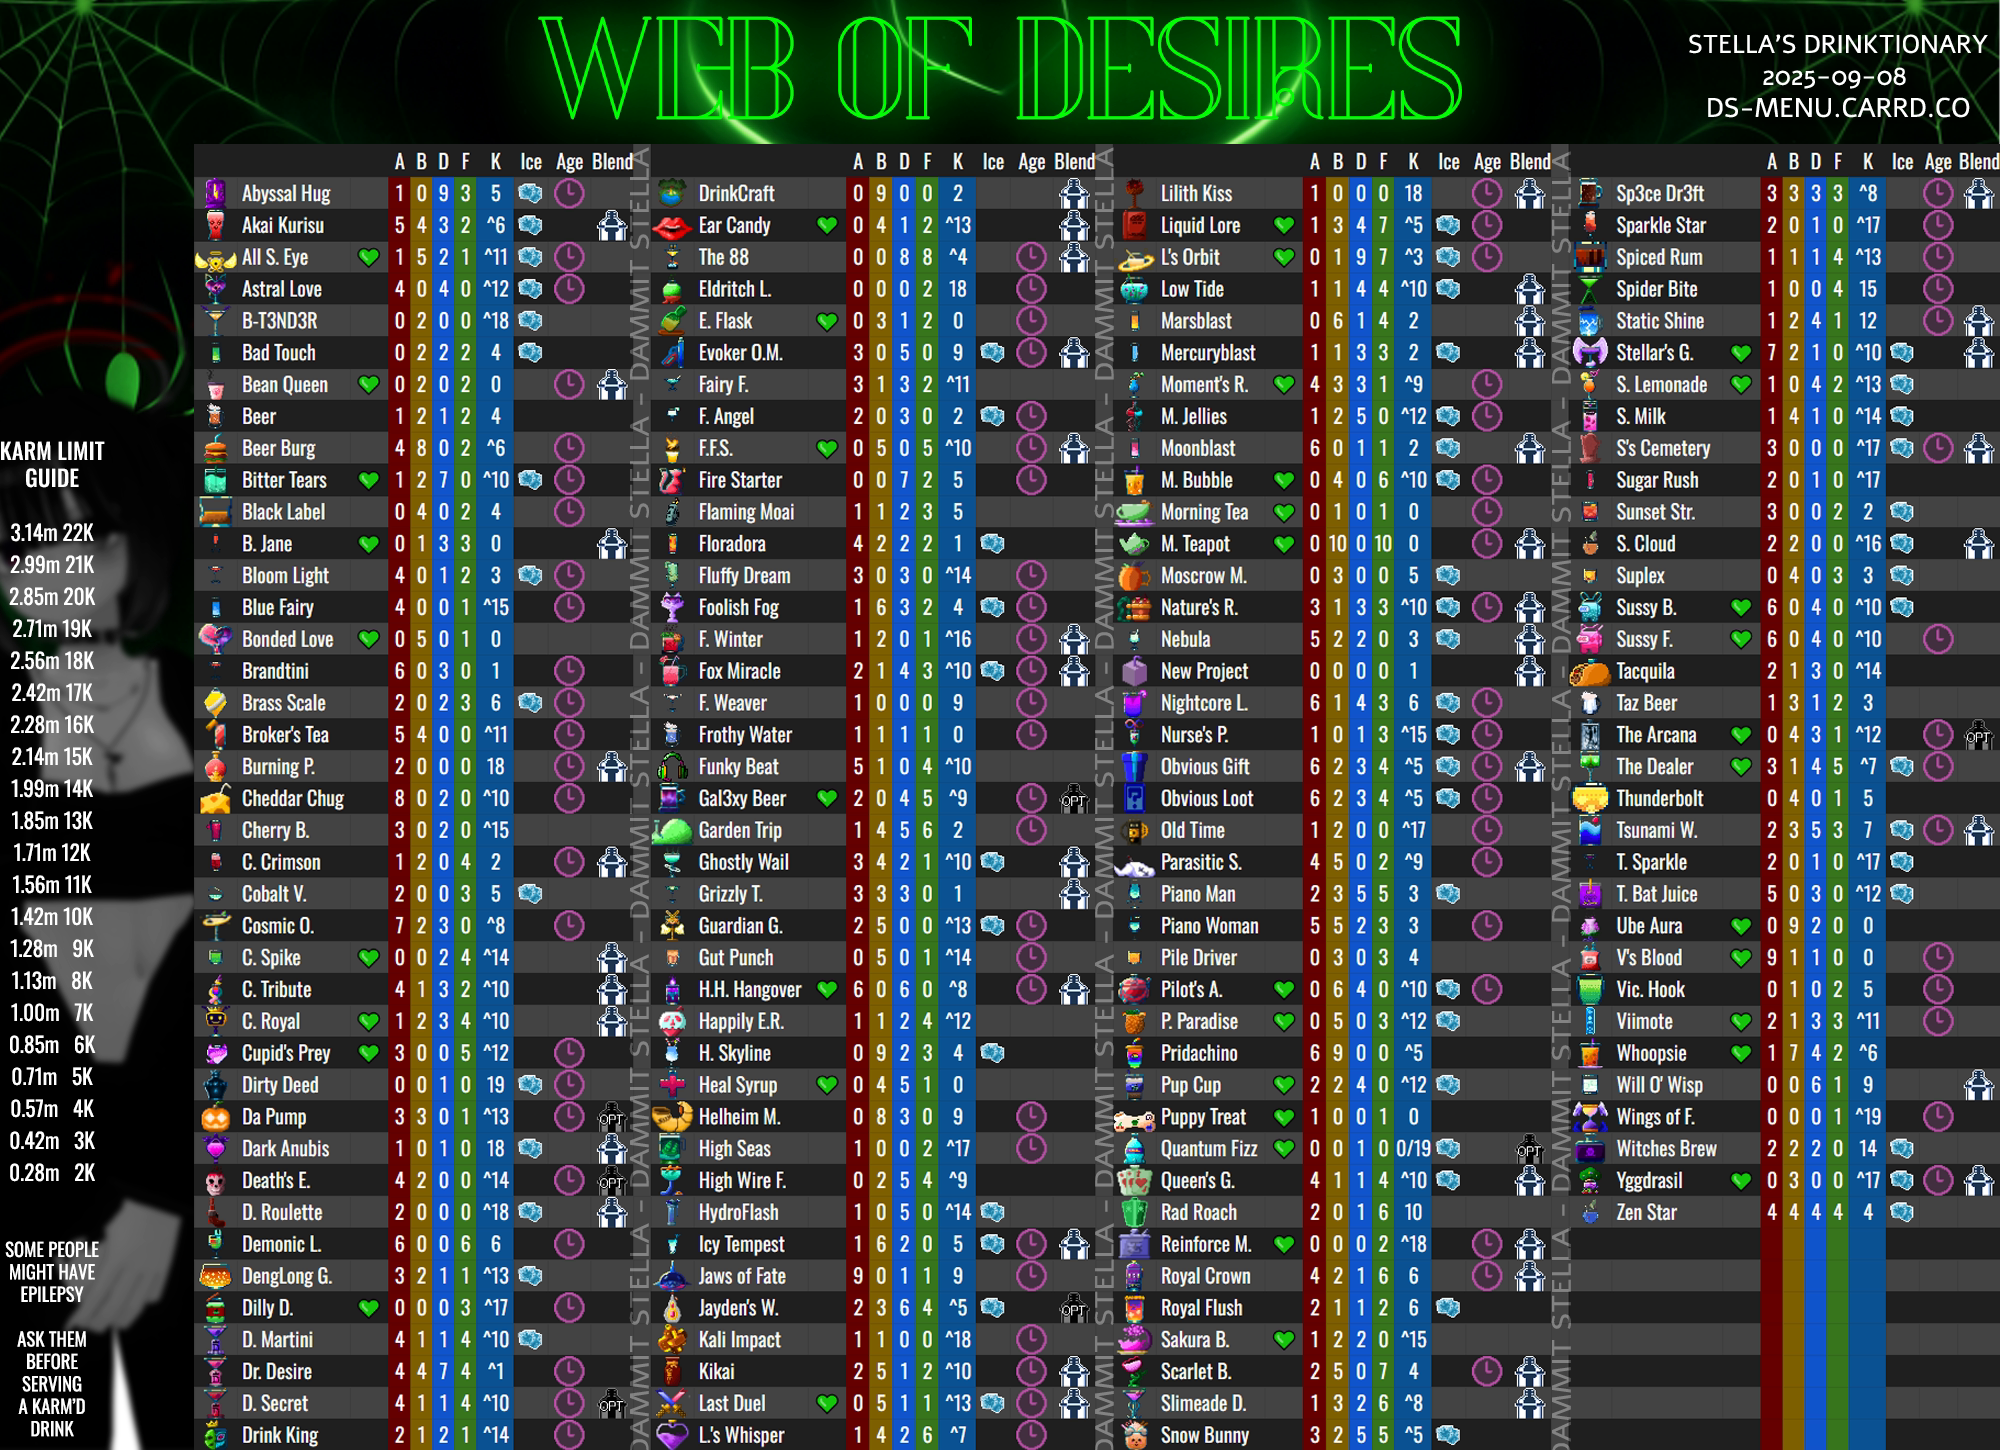 WEB OF DESIRES
STELLA'S DRINKTIONARY
2025-09-08
DS-MENU.CARRD.CO
KARM LIMIT
GUIDE
3.14m 22K
2.99m 21K
2.85m 20K
2.71m 19K
2.56m 18K
2.42m 17K
2.28m 16K
2.14m 15K
1.99m 14K
1.85m 13K
1.71m 12K
1.56m 11K
1.42m 10K
1.28m 9K
1.13m 8K
1.00m 7K
0.85m 6K
0.71m 5K
0.57m 4K
0.42m 3K
0.28m 2K
SOME PEOPLE
MIGHT HAVE
EPILEPSY
ASK THEM
BEFORE
SERVING
A KARM'D
DRINK
A B D F K Ice Age Blend
Abyssal Hug 1 0 9 3 5
Akai Kurisu 5 4 3 2 ^6
All S. Eye 1 5 2 1 ^11
Astral Love 4 0 4 0 ^12
B-T3ND3R 0 2 0 0 ^18
Bad Touch 0 2 2 2 4
Bean Queen 0 2 0 2 0
Beer 1 2 1 2 4
Beer Burg 4 8 0 2 ^6
Bitter Tears 1 2 7 0 ^10
Black Label 0 4 0 2 4
B. Jane 0 1 3 3 0
Bloom Light 4 0 1 2 3
Blue Fairy 4 0 0 1 ^15
Bonded Love 0 5 0 1 0
Brandtini 6 0 3 0 1
Brass Scale 2 0 2 3 6
Broker's Tea 5 4 0 0 ^11
Burning P. 2 0 0 0 18
Cheddar Chug 8 0 2 0 ^10
Cherry B. 3 0 2 0 ^15
C. Crimson 1 2 0 4 2
Cobalt V. 2 0 0 3 5
Cosmic O. 7 2 3 0 ^8
C. Spike 0 0 2 4 ^14
C. Tribute 4 1 3 2 ^10
C. Royal 1 2 3 4 ^10
Cupid's Prey 3 0 0 5 ^12
Dirty Deed 0 0 1 0 19
Da Pump 3 3 0 1 ^13 OPT
Dark Anubis 1 0 1 0 18
Death's E. 4 2 0 0 ^14 OPT
D. Roulette 2 0 0 0 ^18
Demonic L. 6 0 0 6 6
DengLong G. 3 2 1 1 ^13
Dilly D. 0 0 0 3 ^17
D. Martini 4 1 1 4 ^10
Dr. Desire 4 4 7 4 ^1
D. Secret 4 1 1 4 ^10 OPT
Drink King 2 1 2 1 ^14
DAMMIT STELLA - DAMMIT STELLA - DAMMIT STELLA
A B D F K Ice Age Blend
DrinkCraft 0 9 0 0 2
Ear Candy 0 4 1 2 ^13
The 88 0 0 8 8 ^4
Eldritch L. 0 0 0 2 18
E. Flask 0 3 1 2 0
Evoker O.M. 3 0 5 0 9
Fairy F. 3 1 3 2 ^11
F. Angel 2 0 3 0 2
F.F.S. 0 5 0 5 ^10
Fire Starter 0 0 7 2 5
Flaming Moai 1 1 2 3 5
Floradora 4 2 2 2 1
Fluffy Dream 3 0 3 0 ^14
Foolish Fog 1 6 3 2 4
F. Winter 1 2 0 1 ^16
Fox Miracle 2 1 4 3 ^10
F. Weaver 1 0 0 0 9
Frothy Water 1 1 1 1 0
Funky Beat 5 1 0 4 ^10
Gal3xy Beer 2 0 4 5 ^9 OPT
Garden Trip 1 4 5 6 2
Ghostly Wail 3 4 2 1 ^10
Grizzly T. 3 3 3 0 1
Guardian G. 2 5 0 0 ^13
Gut Punch 0 5 0 1 ^14
H.H. Hangover 6 0 6 0 ^8
Happily E.R. 1 1 2 4 ^12
H. Skyline 0 9 2 3 4
Heal Syrup 0 4 5 1 0
Helheim M. 0 8 3 0 9
High Seas 1 0 0 2 ^17
High Wire F. 0 2 5 4 ^9
HydroFlash 1 0 5 0 ^14
Icy Tempest 1 6 2 0 5
Jaws of Fate 9 0 1 1 9
Jayden's W. 2 3 6 4 ^5 OPT
Kali Impact 1 1 0 0 ^18
Kikai 2 5 1 2 ^10
Last Duel 0 5 1 1 ^13
L.'s Whisper 1 4 2 6 ^7
DAMMIT STELLA - DAMMIT STELLA - DAMMIT STELLA
A B D F K Ice Age Blend
Lilith Kiss 1 0 0 0 18
Liquid Lore 1 3 4 7 ^5
L's Orbit 0 1 9 7 ^3
Low Tide 1 1 4 4 ^10
Marsblast 0 6 1 4 2
Mercuryblast 1 1 3 3 2
Moment's R. 4 3 3 1 ^9
M. Jellies 1 2 5 0 ^12
Moonblast 6 0 1 1 2
M. Bubble 0 4 0 6 ^10
Morning Tea 0 1 0 1 0
M. Teapot 0 10 0 10 0
Moscrow M. 0 3 0 0 5
Nature's R. 3 1 3 3 ^10
Nebula 5 2 2 0 3
New Project 0 0 0 0 1
Nightcore L. 6 1 4 3 6
Nurse's P. 1 0 1 3 ^15
Obvious Gift 6 2 3 4 ^5
Obvious Loot 6 2 3 4 ^5
Old Time 1 2 0 0 ^17
Parasitic S. 4 5 0 2 ^9
Piano Man 2 3 5 5 3
Piano Woman 5 5 2 3 3
Pile Driver 0 3 0 3 4
Pilot's A. 0 6 4 0 ^10
P. Paradise 0 5 0 3 ^12
Pridachino 6 9 0 0 ^5
Pup Cup 2 2 4 0 ^12
Puppy Treat 1 0 0 1 0
Quantum Fizz 0 0 1 0 0/19 OPT
Queen's G. 4 1 1 4 ^10
Rad Roach 2 0 1 6 10
Reinforce M. 0 0 0 2 ^18
Royal Crown 4 2 1 6 6
Royal Flush 2 1 1 2 6
Sakura B. 1 2 2 0 ^15
Scarlet B. 2 5 0 7 4
Slimeade D. 1 3 2 6 ^8
Snow Bunny 3 2 5 5 ^5
DAMMIT STELLA - DAMMIT STELLA - DAMMIT STELLA
A B D F K Ice Age Blend
Sp3ce Dr3ft 3 3 3 3 ^8
Sparkle Star 2 0 1 0 ^17
Spiced Rum 1 1 1 4 ^13
Spider Bite 1 0 0 4 15
Static Shine 1 2 4 1 12
Stellar's G. 7 2 1 0 ^10
S. Lemonade 1 0 4 2 ^13
S. Milk 1 4 1 0 ^14
S's Cemetery 3 0 0 0 ^17
Sugar Rush 2 0 1 0 ^17
Sunset Str. 3 0 0 2 2
S. Cloud 2 2 0 0 ^16
Suplex 0 4 0 3 3
Sussy B. 6 0 4 0 ^10
Sussy F. 6 0 4 0 ^10
Tacquila 2 1 3 0 ^14
Taz Beer 1 3 1 2 3
The Arcana 0 4 3 1 ^12 OPT
The Dealer 3 1 4 5 ^7
Thunderbolt 0 4 0 1 5
Tsunami W. 2 3 5 3 7
T. Sparkle 2 0 1 0 ^17
T. Bat Juice 5 0 3 0 ^12
Ube Aura 0 9 2 0 0
V's Blood 9 1 1 0 0
Vic. Hook 0 1 0 2 5
Viimote 2 1 3 3 ^11
Whoopsie 1 7 4 2 ^6
Will O' Wisp 0 0 6 1 9
Wings of F. 0 0 0 1 ^19
Witches Brew 2 2 2 0 14
Yggdrasil 0 3 0 0 ^17
Zen Star 4 4 4 4 4